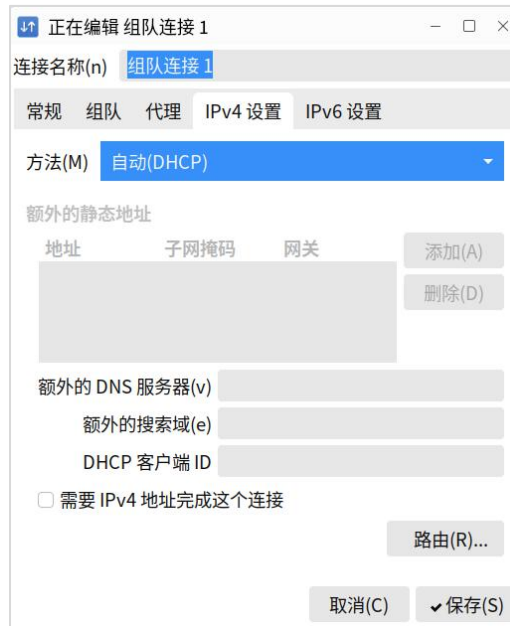 正在编辑 组队连接 1
连接名称(n) 组队连接 1
常规 组队 代理 IPv4 设置 IPv6 设置
方法(M) 自动(DHCP)
额外的静态地址
地址 子网掩码 网关 添加(A)
删除(D)
额外的 DNS 服务器(v)
额外的搜索域(e)
DHCP 客户端 ID
需要 IPv4 地址完成这个连接
路由(R)...
取消(C) 保存(S)